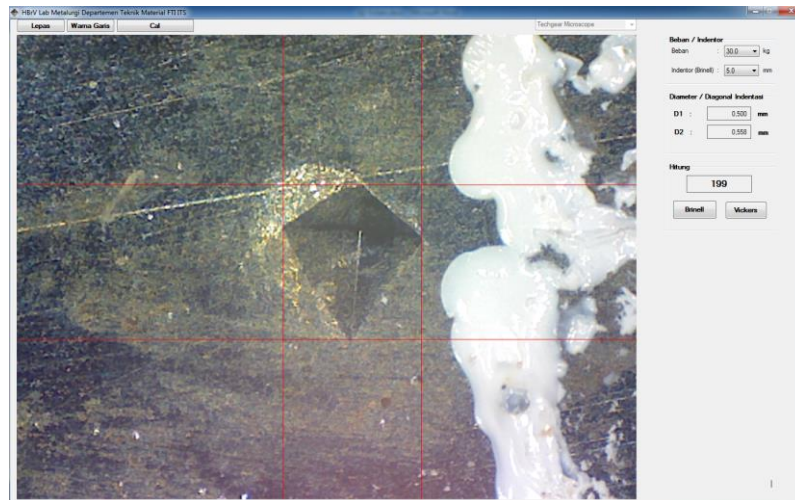 HBrV Lab Metalurgi Departemen Teknik Material FTI ITS
Lepas Warna Garis Cal Techgear Microscope
Beban / Indentor
Beban : 30.0 kg
Indentor (Brinell) : 5.0 mm
Diameter / Diagonal Indentasi
D1 : 0,500 mm
D2 : 0,558 mm
Hitung
199
Brinell Vickers